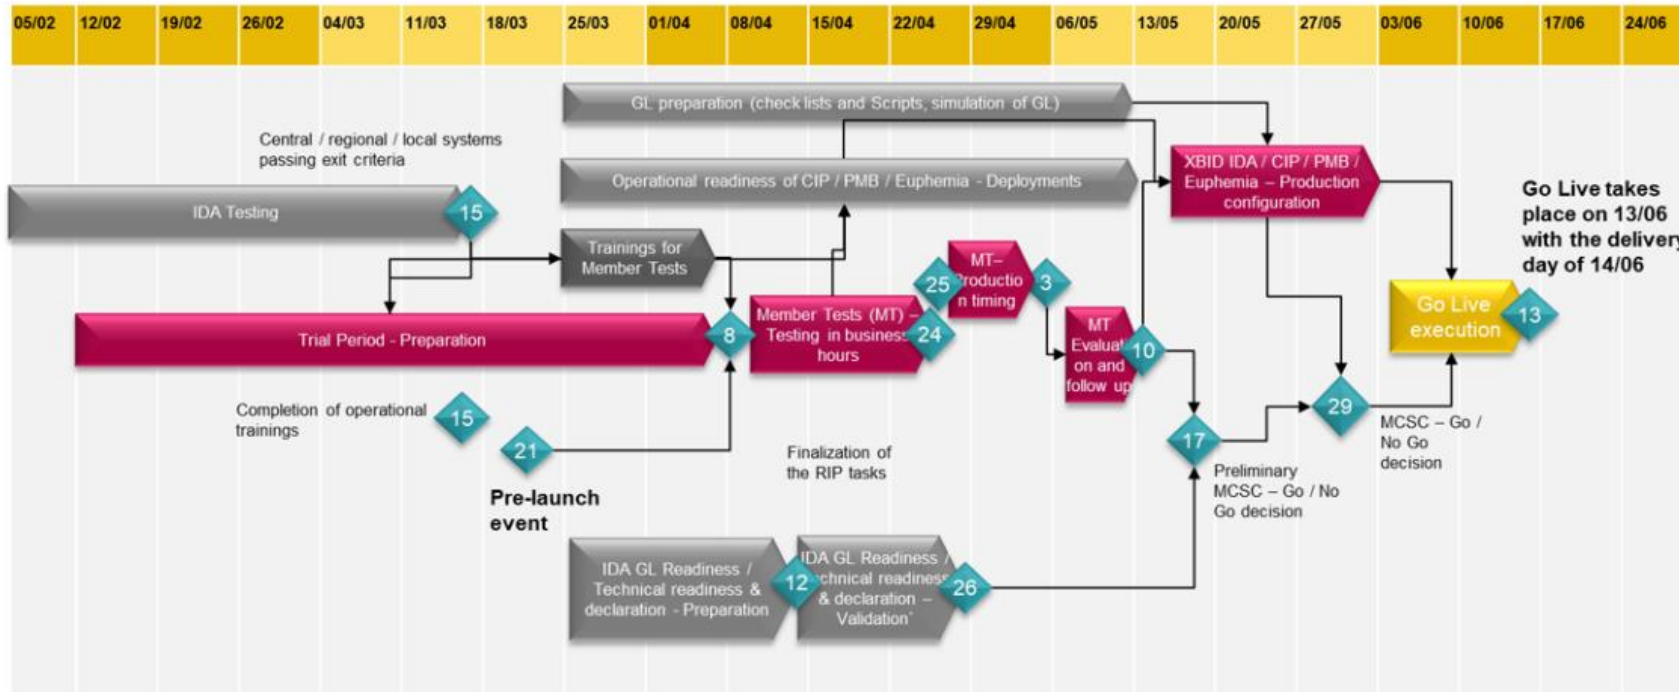 05/02 12/02 19/02 26/02 04/03 11/03 18/03 25/03 01/04 08/04 15/04 22/04 29/04 06/05 13/05 20/05 27/05 03/06 10/06 17/06 24/06
GL preparation (check lists and Scripts, simulation of GL)
Central / regional / local systems
passing exit criteria
Operational readiness of CIP / PMB / Euphemia - Deployments
XBID IDA / CIP / PMB /
Euphemia – Production
configuration
IDA Testing
15
Trainings for
Member Tests
Go Live takes
place on 13/06
with the delivery
day of 14/06
25
MT–
Productio
n timing
3
Trial Period - Preparation
8
Member Tests (MT) –
Testing in business
hours
24
MT
Evaluati
on and
follow up
10
Go Live
execution
13
Completion of operational
trainings
15
21
Pre-launch
event
Finalization of
the RIP tasks
17
Preliminary
MCSC – Go / No
Go decision
29
MCSC – Go /
No Go
decision
IDA GL Readiness /
Technical readiness &
declaration - Preparation
12
IDA GL Readiness /
echnical readiness
& declaration –
Validation*
26